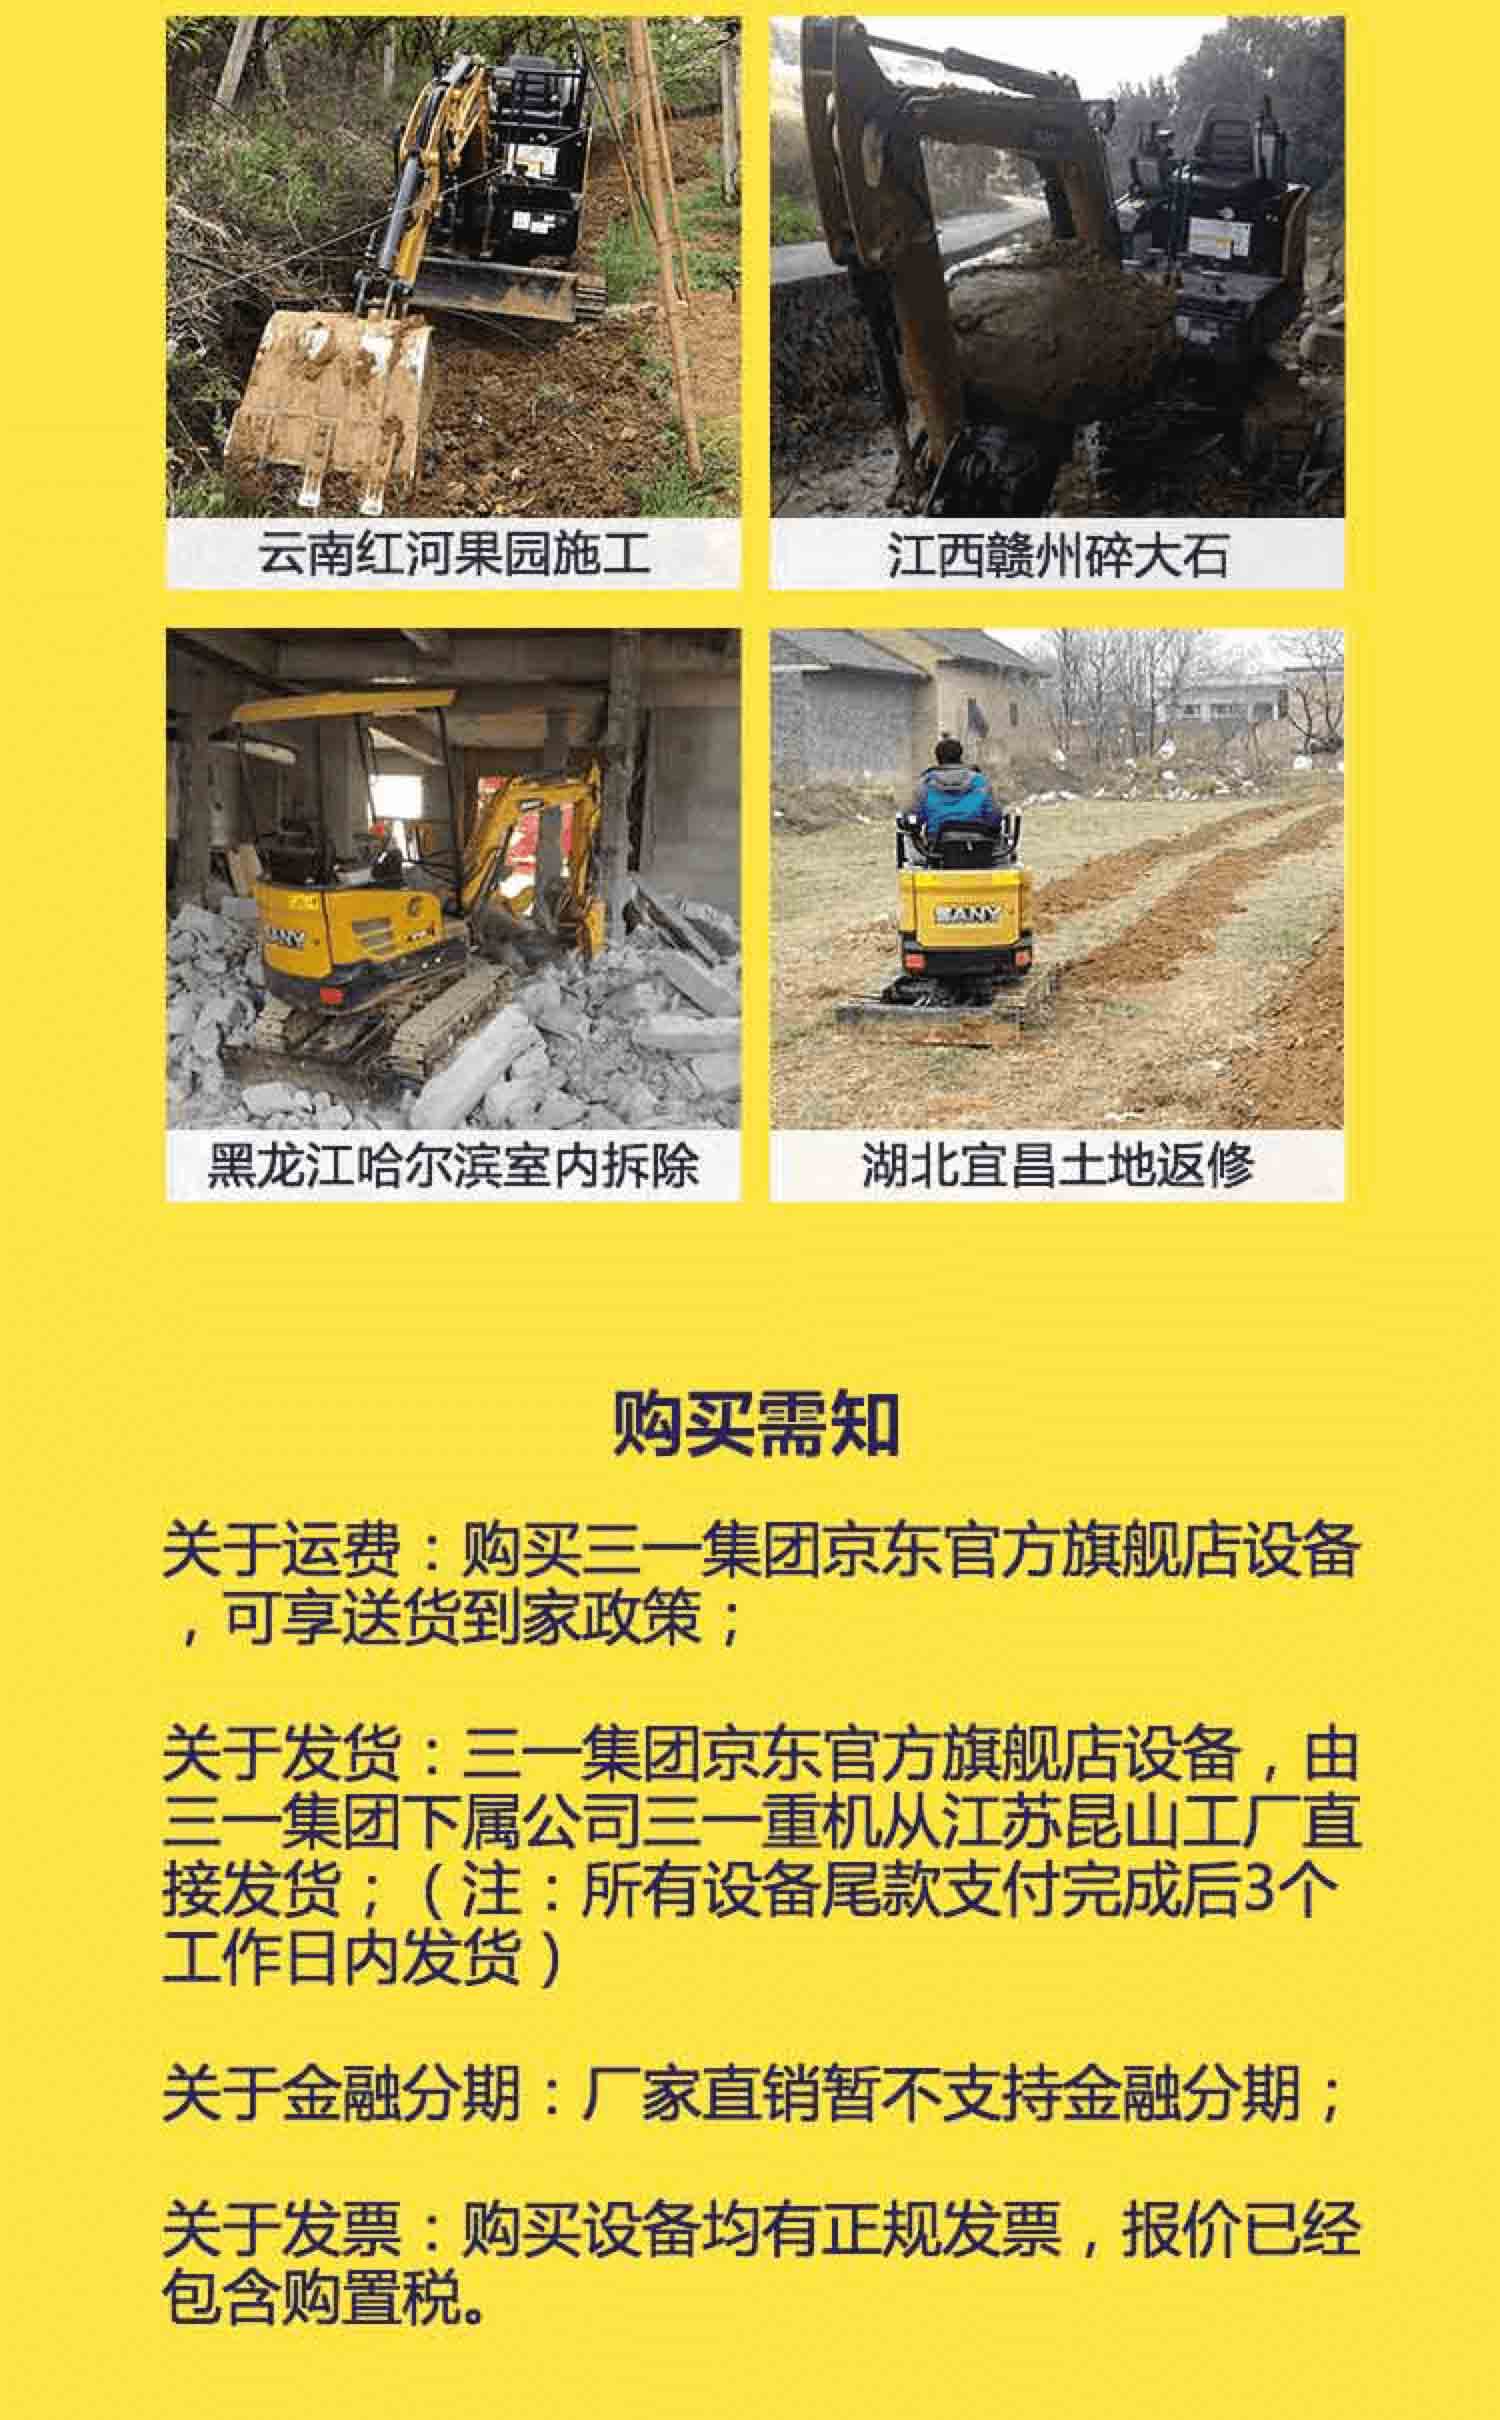 云南红河果园施工
江西赣州碎大石
SANY
SANY
黑龙江哈尔滨室内拆除
湖北宜昌土地返修
购买需知
关于运费：购买三一集团京东官方旗舰店设备
，可享送货到家政策；
关于发货：三一集团京东官方旗舰店设备，由
三一集团下属公司三一重机从江苏昆山工厂直
接发货；（注：所有设备尾款支付完成后3个
工作日内发货）
关于金融分期：厂家直销暂不支持金融分期；
关于发票：购买设备均有正规发票，报价已经
包含购置税。